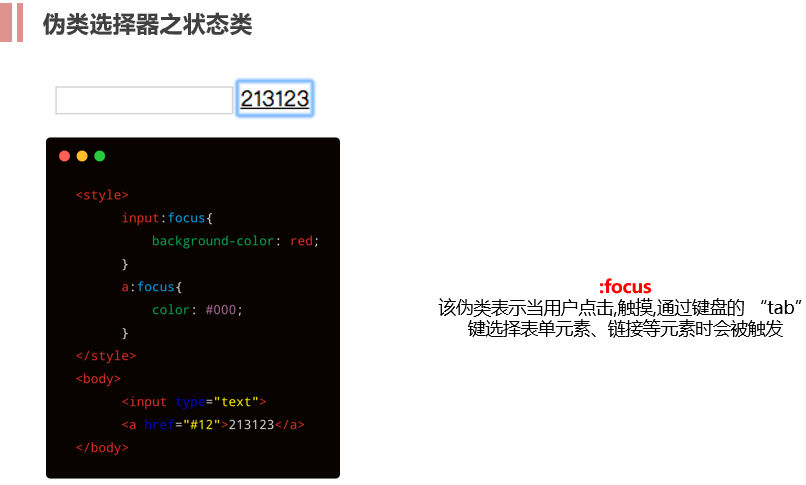 伪类选择器之状态类
213123
<style>
input:focus{
background-color: red;
}
a:focus{
color: #000;
}
</style>
<body>
<input type="text">
<a href="#12">213123</a>
</body>
:focus
该伪类表示当用户点击,触摸,通过键盘的 “tab”
键选择表单元素、链接等元素时会被触发